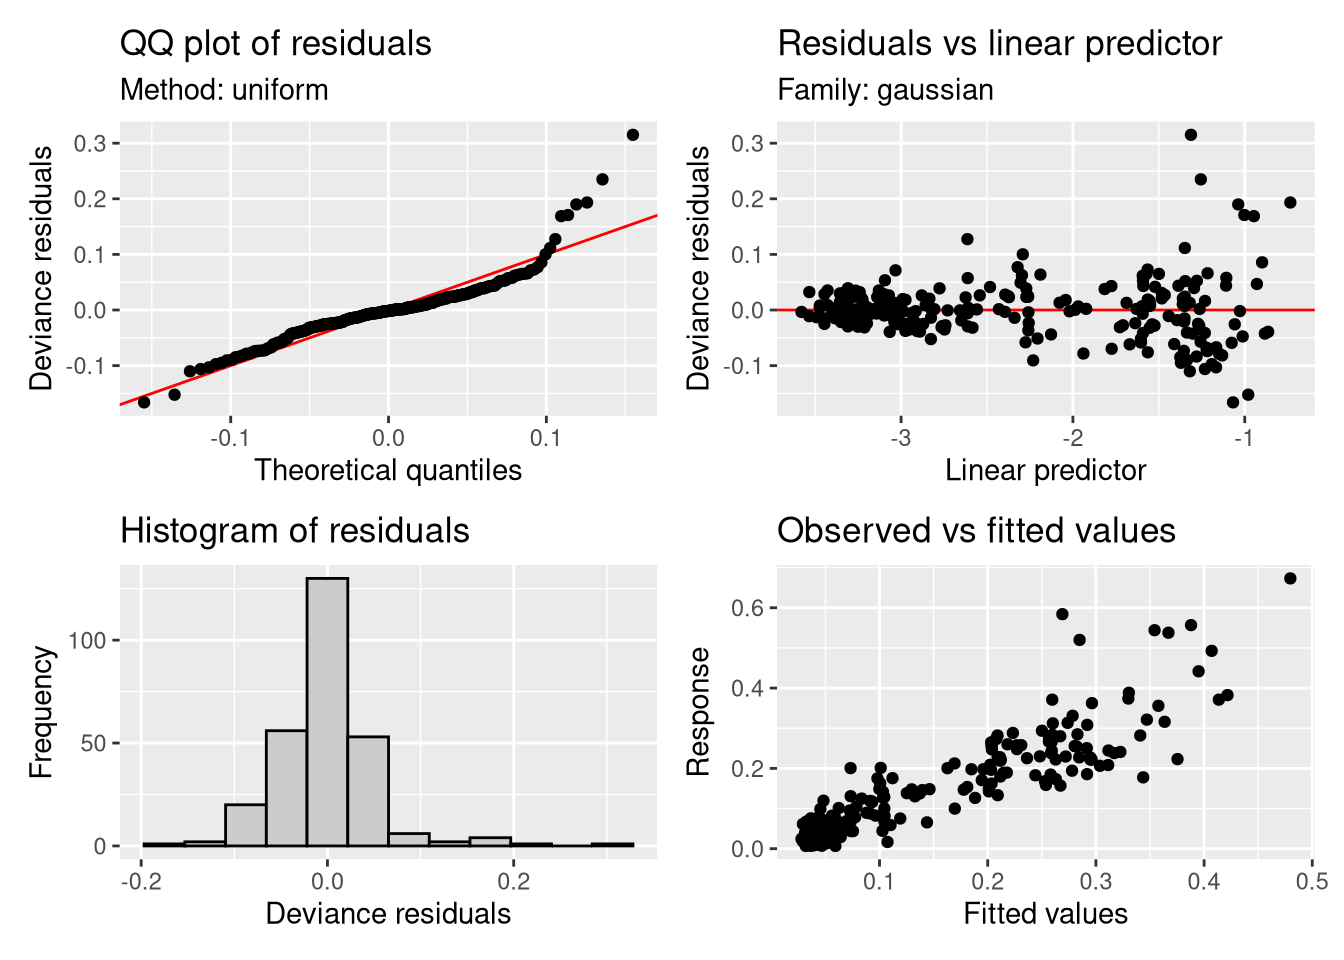 QQ plot of residuals
Method: uniform
Deviance residuals
0.3
0.2
0.1
0.0
-0.1
-0.1
0.0
0.1
Theoretical quantiles
Residuals vs linear predictor
Family: gaussian
Deviance residuals
0.3
0.2
0.1
0.0
-0.1
-3
-2
-1
Linear predictor
Histogram of residuals
Frequency
100
50
0
-0.2
0.0
0.2
Deviance residuals
Observed vs fitted values
Response
0.6
0.4
0.2
0.0
0.1
0.2
0.3
0.4
0.5
Fitted values